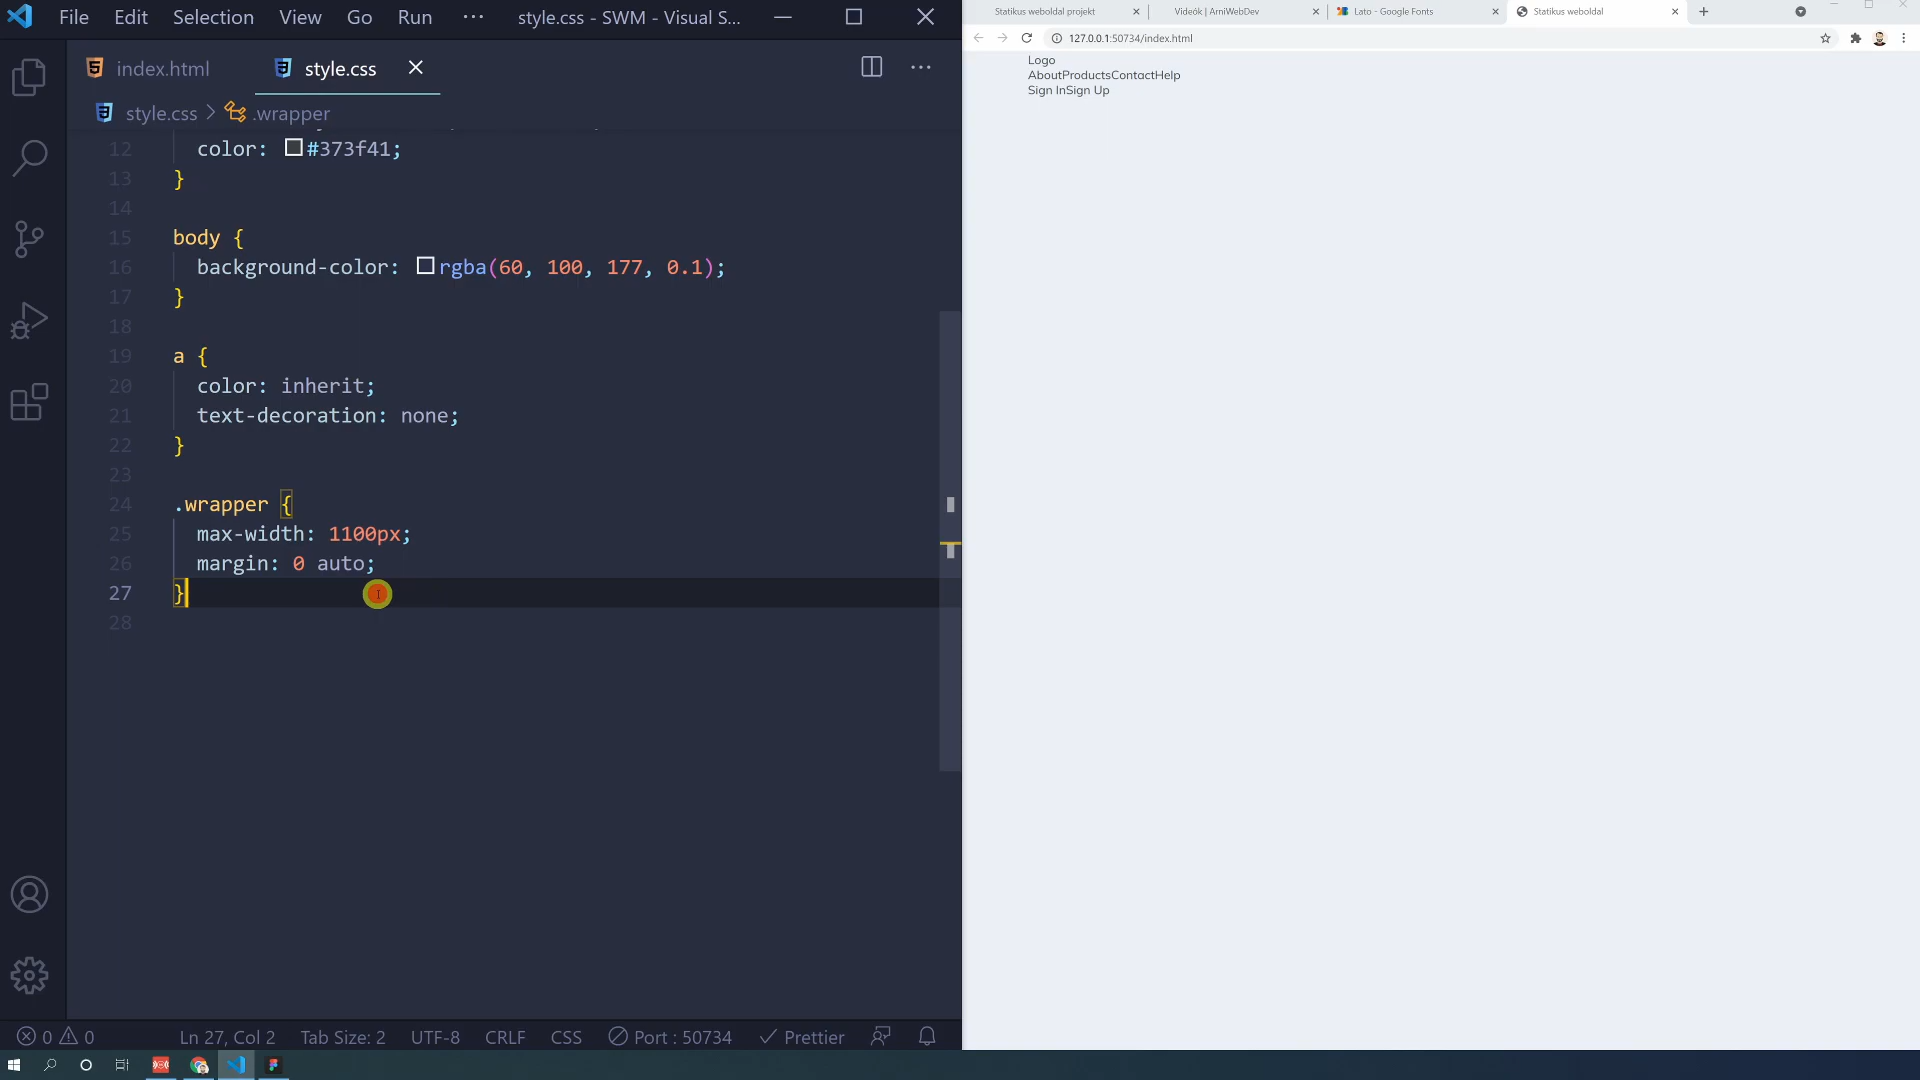 File Edit Selection View Go Run ··· style.css - SWM - Visual S...
index.html style.css
style.css > .wrapper
12 color: #373f41;
13 }
14
15 body {
16 background-color: rgba(60, 100, 177, 0.1);
17 }
18
19 a {
20 color: inherit;
21 text-decoration: none;
22 }
23
24 .wrapper {
25 max-width: 1100px;
26 margin: 0 auto;
27 }
28
0 0 Ln 27, Col 2 Tab Size: 2 UTF-8 CRLF CSS Port : 50734 Prettier
Statikus weboldal projekt Videók | ArniWebDev Lato - Google Fonts Statikus weboldal
127.0.0.1:50734/index.html
Logo
AboutProductsContactHelp
Sign InSign Up